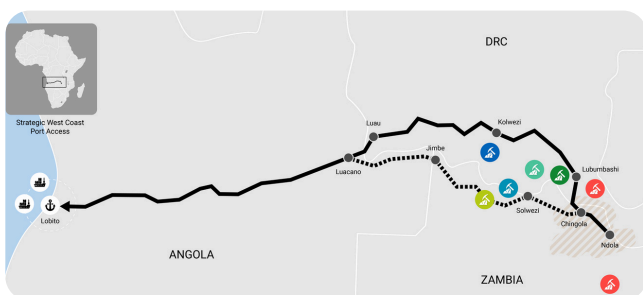 DRC
Strategic West Coast
Port Access
Luau
Kolwezi
Jimbe
Luacano
Lubumbashi
Solwezi
Chingola
Lobito
Ndola
ANGOLA
ZAMBIA